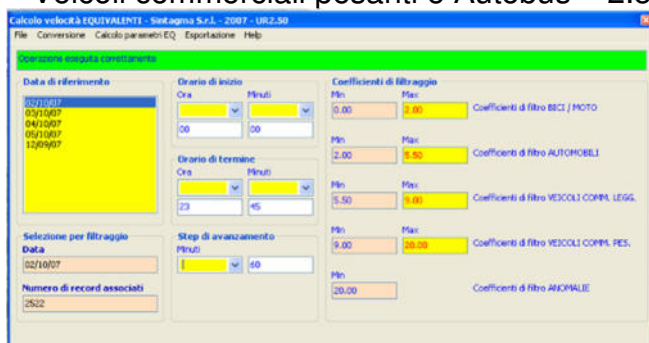 Veicoli commerciali pesanti o Autobus
Calcolo velocità EQUIVALENTI - Sintagma S.r.l. - 2007 - UR2.50
File Conversione Calcolo parametri EQ Esportazione Help
Operazione eseguita correttamente
Data di riferimento
02/10/07
03/10/07
04/10/07
05/10/07
12/09/07
Selezione per filtraggio
Data
02/10/07
Numero di record associati
2522
Orario di inizio
Ora Minuti
00 00
Orario di termine
Ora Minuti
23 45
Step di avanzamento
Minuti
60
Coefficienti di filtraggio
Min Max
0.00 2.00 Coefficienti di filtro BICI / MOTO
Min Max
2.00 5.50 Coefficienti di filtro AUTOMOBILI
Min Max
5.50 9.00 Coefficienti di filtro VEICOLI COMM. LEGG.
Min Max
9.00 20.00 Coefficienti di filtro VEICOLI COMM. PES.
Min
20.00 Coefficienti di filtro ANOMALIE